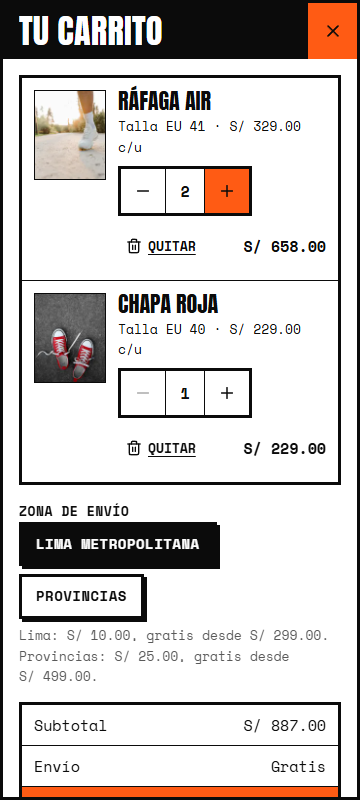 TU CARRITO
RÁFAGA AIR
Talla EU 41 · S/ 329.00
c/u
2
QUITAR S/ 658.00
CHAPA ROJA
Talla EU 40 · S/ 229.00
c/u
1
QUITAR S/ 229.00
ZONA DE ENVÍO
LIMA METROPOLITANA
PROVINCIAS
Lima: S/ 10.00, gratis desde S/ 299.00.
Provincias: S/ 25.00, gratis desde
S/ 499.00.
Subtotal S/ 887.00
Envío Gratis